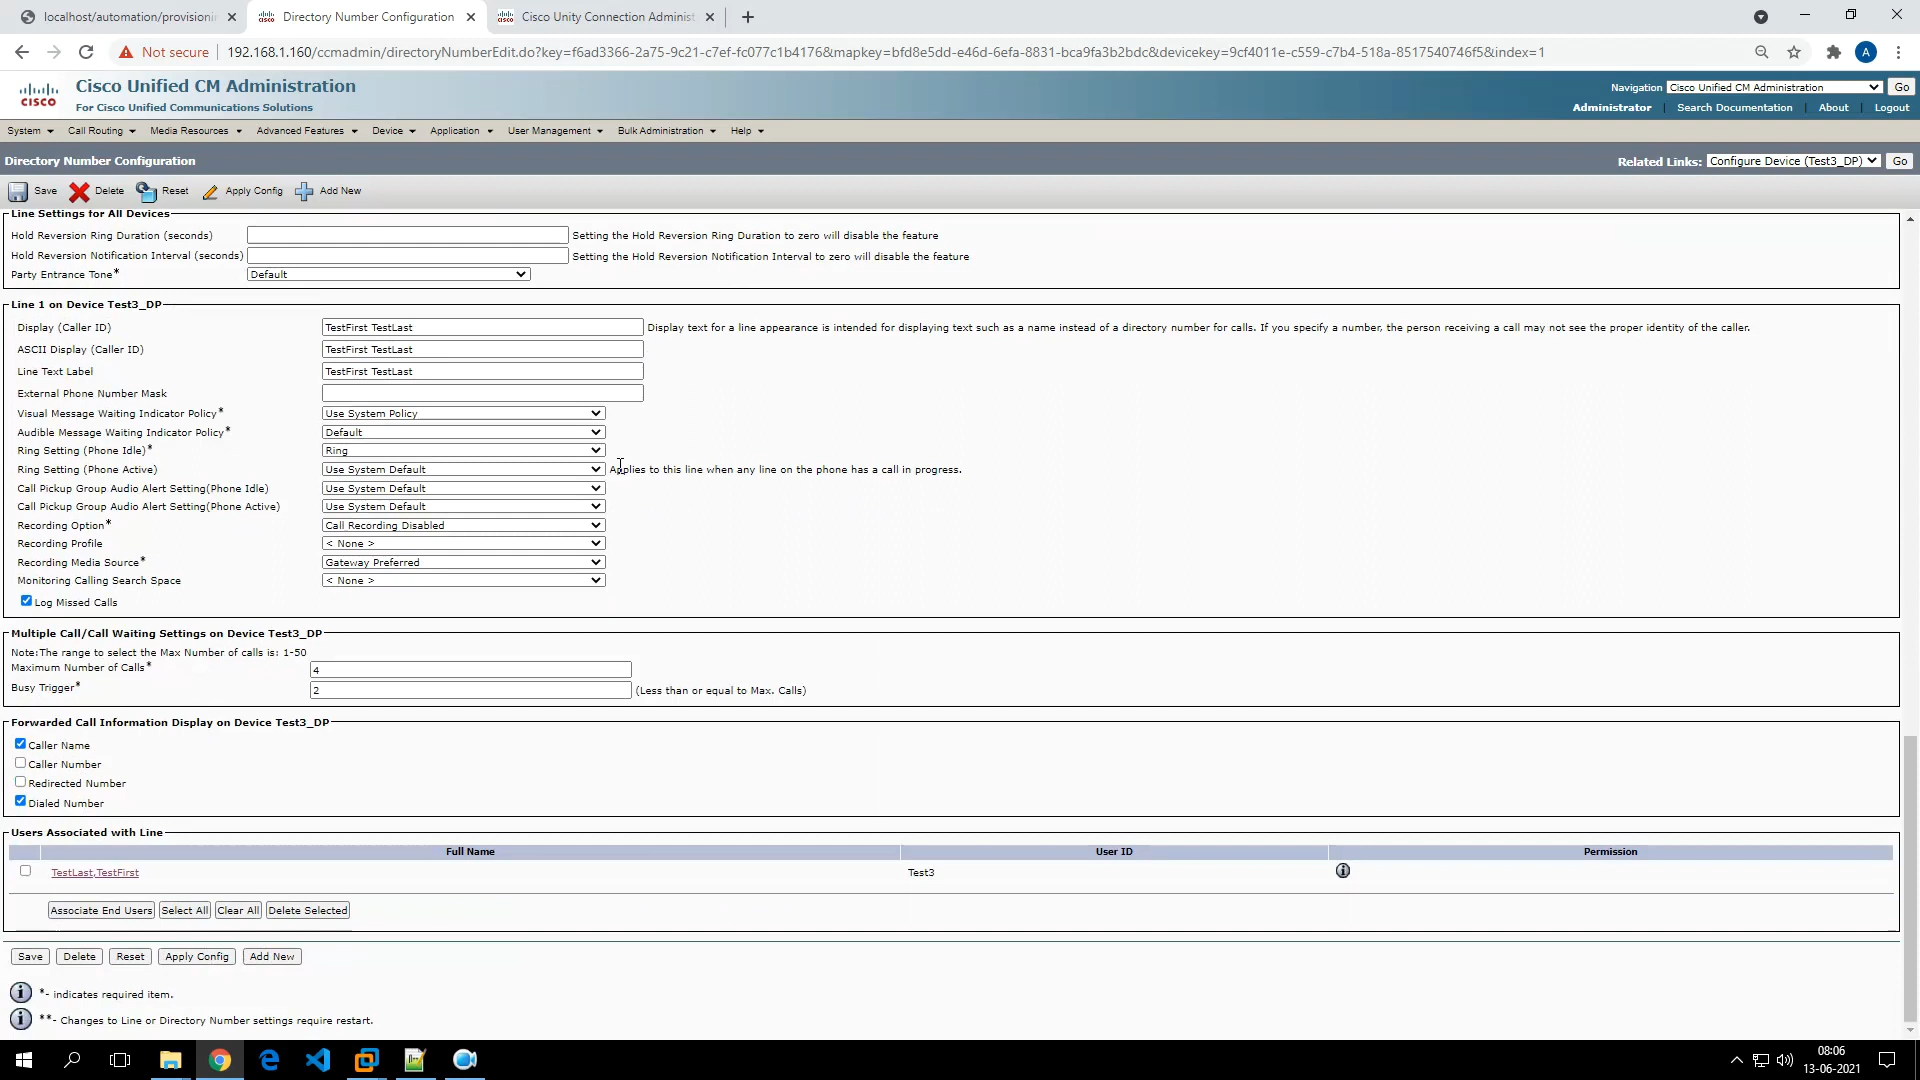 localhost/automation/provisionin
Directory Number Configuration
Cisco Unity Connection Administ
Not secure
192.168.1.160/ccmadmin/directoryNumberEdit.do?key=f6ad3366-2a75-9c21-c7ef-fc077c1b4176&mapkey=bfd8e5dd-e46d-6efa-8831-bca9fa3b2bdc&devicekey=9cf4011e-c559-c7b4-518a-8517540746f5&index=1
A
CISCO
Cisco Unified CM Administration
For Cisco Unified Communications Solutions
Navigation Cisco Unified CM Administration Go
Administrator | Search Documentation | About | Logout
System Call Routing Media Resources Advanced Features Device Application User Management Bulk Administration Help
Directory Number Configuration
Related Links: Configure Device (Test3_DP) Go
Save Delete Reset Apply Config Add New
Line Settings for All Devices
Hold Reversion Ring Duration (seconds) Setting the Hold Reversion Ring Duration to zero will disable the feature
Hold Reversion Notification Interval (seconds) Setting the Hold Reversion Notification Interval to zero will disable the feature
Party Entrance Tone* Default
Line 1 on Device Test3_DP
Display (Caller ID) TestFirst TestLast Display text for a line appearance is intended for displaying text such as a name instead of a directory number for calls. If you specify a number, the person receiving a call may not see the proper identity of the caller.
ASCII Display (Caller ID) TestFirst TestLast
Line Text Label TestFirst TestLast
External Phone Number Mask
Visual Message Waiting Indicator Policy* Use System Policy
Audible Message Waiting Indicator Policy* Default
Ring Setting (Phone Idle)* Ring
Ring Setting (Phone Active) Use System Default Applies to this line when any line on the phone has a call in progress.
Call Pickup Group Audio Alert Setting(Phone Idle) Use System Default
Call Pickup Group Audio Alert Setting(Phone Active) Use System Default
Recording Option* Call Recording Disabled
Recording Profile < None >
Recording Media Source* Gateway Preferred
Monitoring Calling Search Space < None >
Log Missed Calls
Multiple Call/Call Waiting Settings on Device Test3_DP
Note:The range to select the Max Number of calls is: 1-50
Maximum Number of Calls* 4
Busy Trigger* 2 (Less than or equal to Max. Calls)
Forwarded Call Information Display on Device Test3_DP
Caller Name
Caller Number
Redirected Number
Dialed Number
Users Associated with Line
Full Name User ID Permission
TestLast,TestFirst Test3
Associate End Users Select All Clear All Delete Selected
Save Delete Reset Apply Config Add New
*- indicates required item.
**- Changes to Line or Directory Number settings require restart.
08:06
13-06-2021